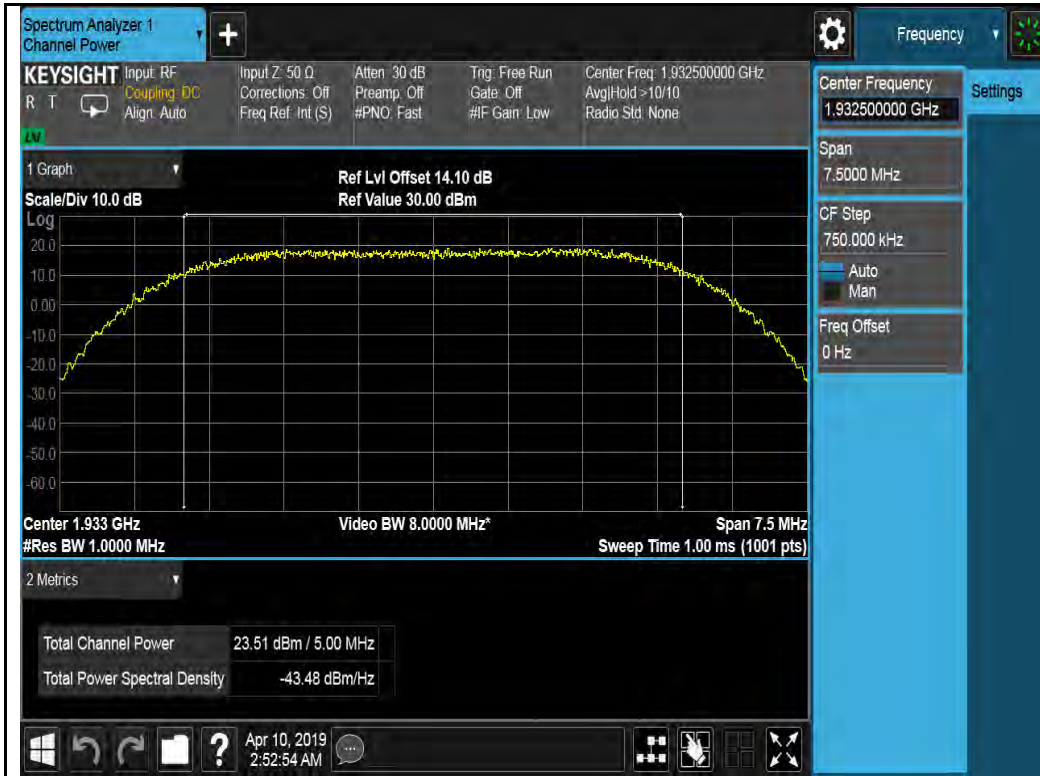 Spectrum Analyzer 1
Channel Power
Frequency
KEYSIGHT
R T
Input: RF
Coupling: DC
Align: Auto
Input Z: 50 Ω
Corrections: Off
Freq Ref: Int (S)
Atten: 30 dB
Preamp: Off
#PNO: Fast
Trig: Free Run
Gate: Off
#IF Gain: Low
Center Freq: 1.932500000 GHz
Avg|Hold >10/10
Radio Std: None
LV
Center Frequency
1.932500000 GHz
Settings
Span
7.5000 MHz
CF Step
750.000 kHz
Auto
Man
Freq Offset
0 Hz
1 Graph
Ref Lvl Offset 14.10 dB
Scale/Div 10.0 dB
Ref Value 30.00 dBm
Log
20.0
10.0
0.00
-10.0
-20.0
-30.0
-40.0
-50.0
-60.0
Center 1.933 GHz
Video BW 8.0000 MHz*
Span 7.5 MHz
#Res BW 1.0000 MHz
Sweep Time 1.00 ms (1001 pts)
2 Metrics
Total Channel Power 23.51 dBm / 5.00 MHz
Total Power Spectral Density -43.48 dBm/Hz
Apr 10, 2019
2:52:54 AM